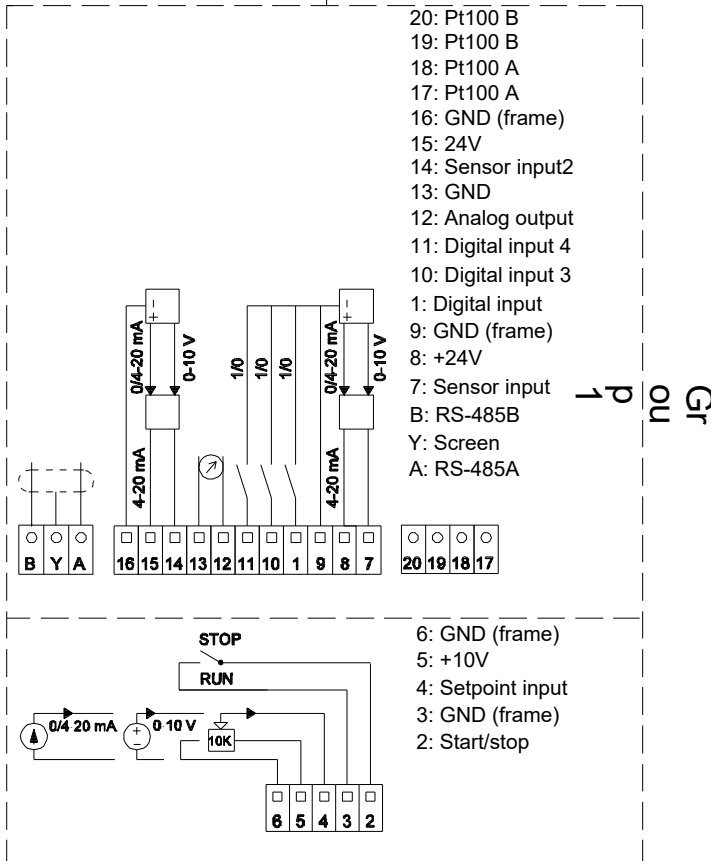 20: Pt100 B
19: Pt100 B
18: Pt100 A
17: Pt100 A
16: GND (frame)
15: 24V
14: Sensor input2
13: GND
12: Analog output
11: Digital input 4
10: Digital input 3
1: Digital input
9: GND (frame)
8: +24V
7: Sensor input
B: RS-485B
Y: Screen
A: RS-485A
Gr
ou
p
1
- +
0/4-20 mA
0-10 V
1/0
1/0
1/0
- +
0/4-20 mA
0-10 V
4-20 mA
4-20 mA
B Y A
16 15 14 13 12 11 10 1 9 8 7
20 19 18 17
6: GND (frame)
5: +10V
4: Setpoint input
3: GND (frame)
2: Start/stop
STOP
RUN
0/4 20 mA
+ -
0 10 V
10K
6 5 4 3 2